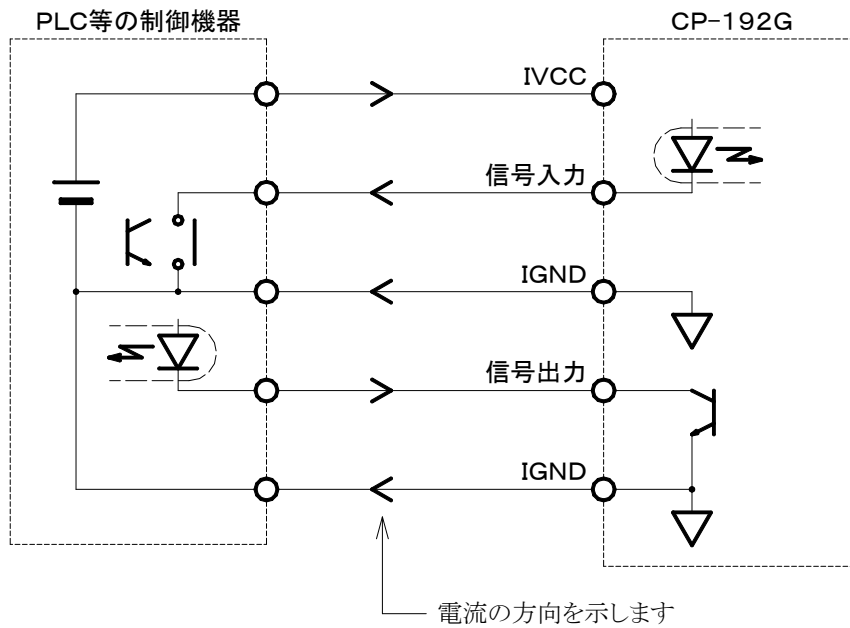 PLC等の制御機器
CP-192G
IVCC
信号入力
IGND
信号出力
IGND
電流の方向を示します